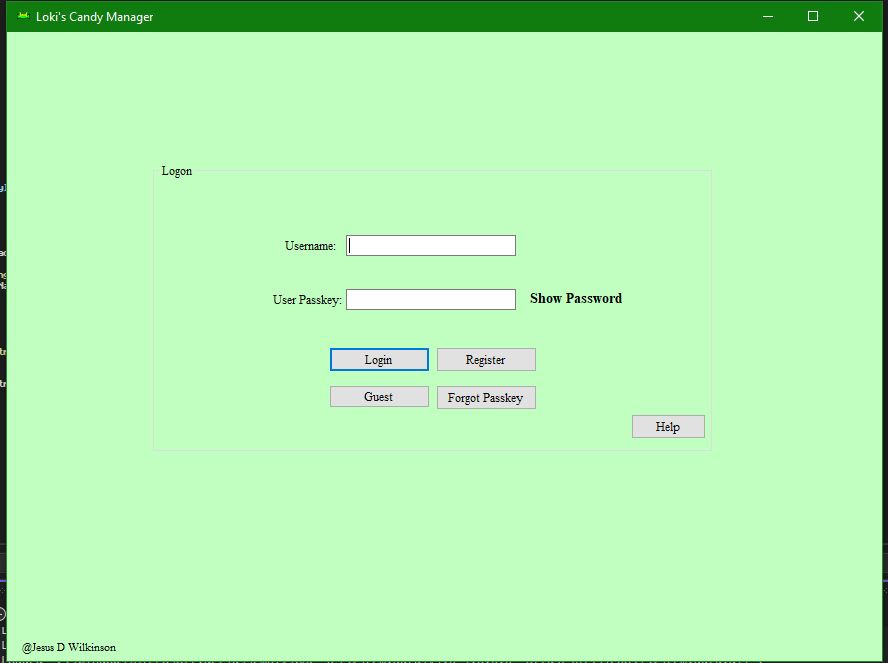 Loki's Candy Manager
Logon
Username:
User Passkey: Show Password
Login Register
Guest Forgot Passkey
Help
@Jesus D Wilkinson